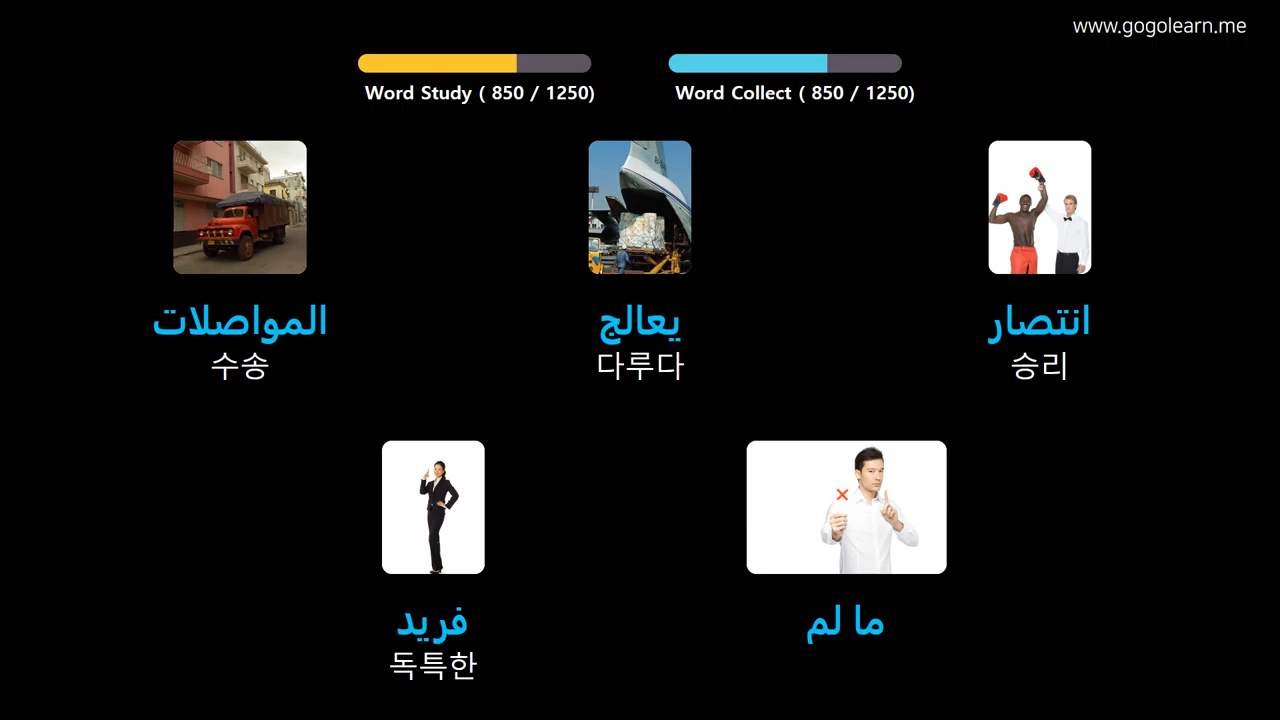 www.gogolearn.me
Word Study ( 850 / 1250)
Word Collect ( 850 / 1250)
المواصلات
수송
يعالج
다루다
انتصار
승리
فريد
독특한
ما لم